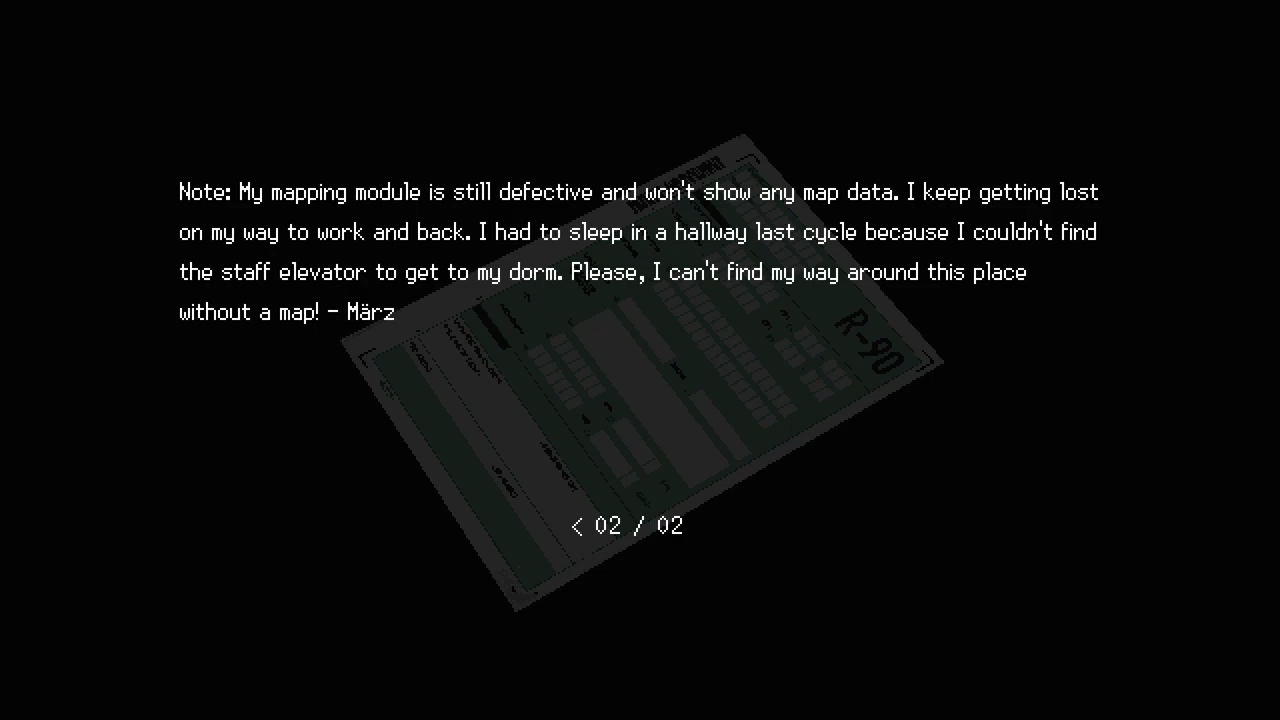 Note: My mapping module is still defective and won't show any map data. I keep getting lost
on my way to work and back. I had to sleep in a hallway last cycle because I couldn't find
the staff elevator to get to my dorm. Please, I can't find my way around this place
without a map! - März
R-90
< 02 / 02